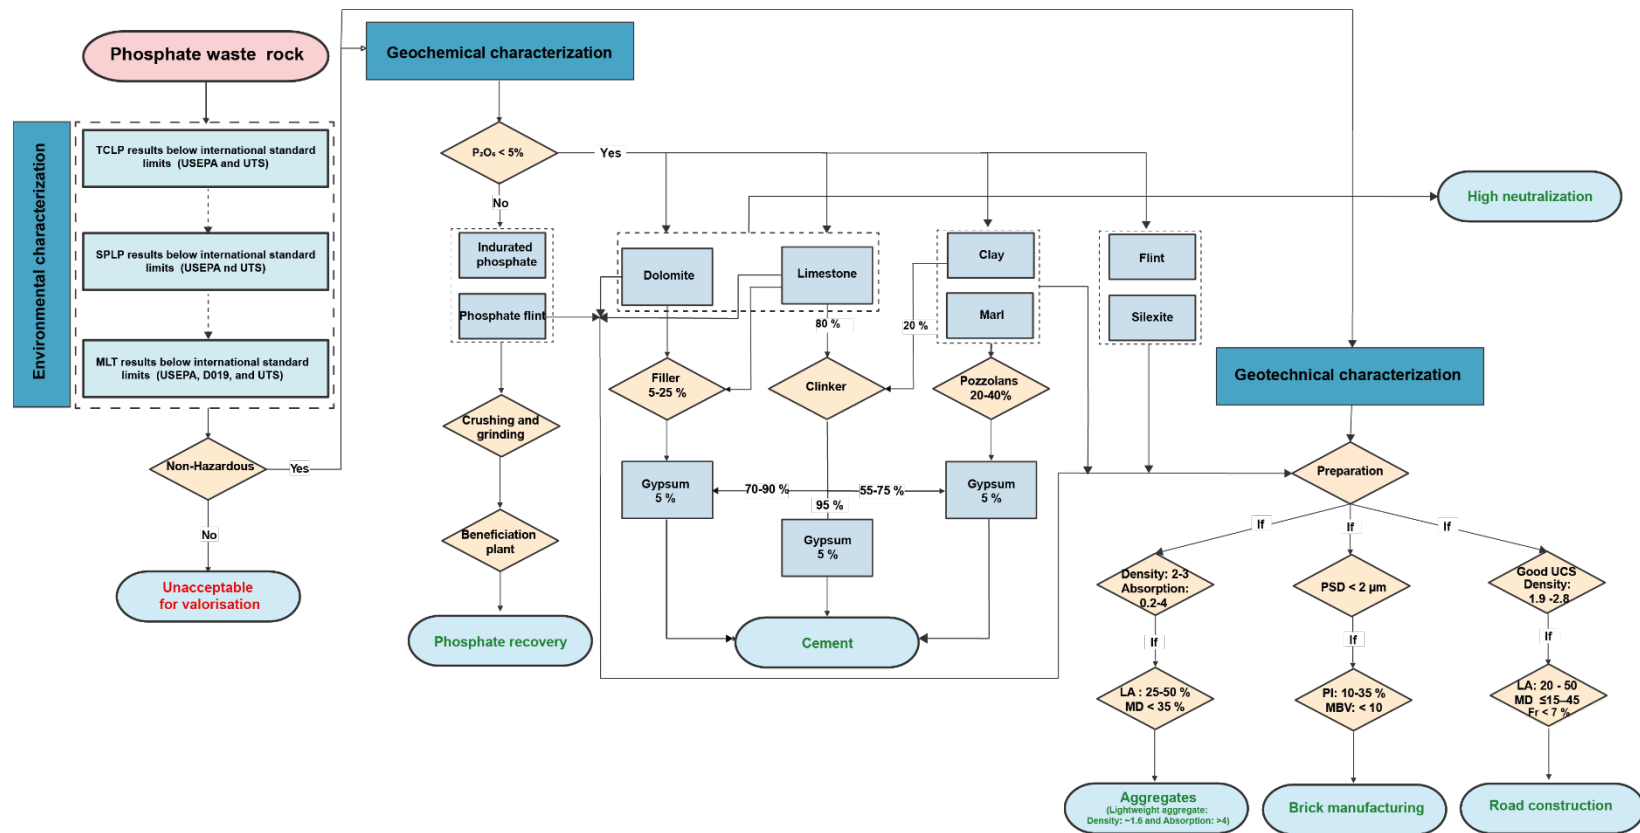 Phosphate waste rock
Environmental characterization
TCLP results below international standard
limits (USEPA and UTS)
SPLP results below international standard
limits (USEPA nd UTS)
MLT results below international standard
limits (USEPA, D019, and UTS)
Non-Hazardous
Yes
No
Unacceptable
for valorisation
Geochemical characterization
P₂O₅ < 5%
Yes
No
Indurated
phosphate
Phosphate flint
Crushing and
grinding
Beneficiation
plant
Phosphate recovery
Dolomite
Limestone
Clay
Marl
Flint
Silexite
High neutralization
80 %
20 %
Filler
5-25 %
Clinker
Pozzolans
20-40%
Gypsum
5 %
70-90 %
55-75 %
95 %
Gypsum
5 %
Gypsum
5 %
Cement
Geotechnical characterization
Preparation
If
If
If
Density: 2-3
Absorption:
0.2-4
PSD < 2 µm
Good UCS
Density:
1.9 -2.8
If
If
If
LA : 25-50 %
MD < 35 %
PI: 10-35 %
MBV: < 10
LA: 20 - 50
MD ≤15–45
Fr < 7 %
Aggregates
(Lightweight aggregate:
Density: ~1.6 and Absorption: >4)
Brick manufacturing
Road construction